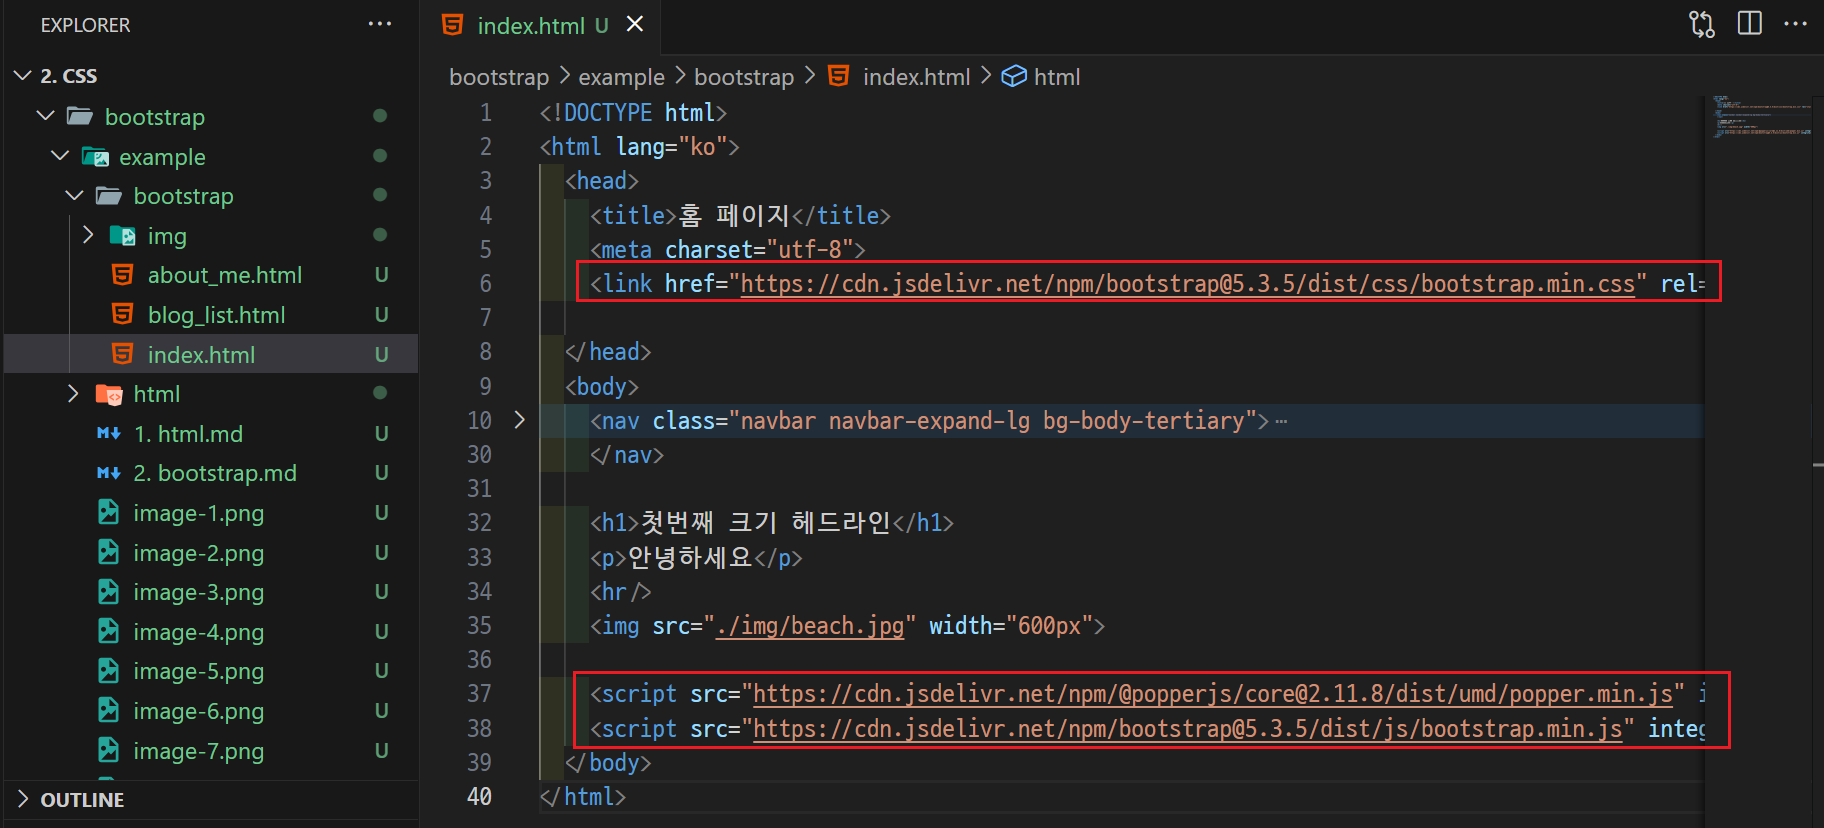 EXPLORER ...
2. CSS
bootstrap
example
bootstrap
img
about_me.html U
blog_list.html U
index.html U
html
1. html.md U
2. bootstrap.md U
image-1.png U
image-2.png U
image-3.png U
image-4.png U
image-5.png U
image-6.png U
image-7.png U
OUTLINE
index.html U
bootstrap > example > bootstrap > index.html > html
1 <!DOCTYPE html>
2 <html lang="ko">
3 <head>
4 <title>홈 페이지</title>
5 <meta charset="utf-8">
6 <link href="https://cdn.jsdelivr.net/npm/bootstrap@5.3.5/dist/css/bootstrap.min.css" rel=
7
8 </head>
9 <body>
10 <nav class="navbar navbar-expand-lg bg-body-tertiary">...
30 </nav>
31
32 <h1>첫번째 크기 헤드라인</h1>
33 <p>안녕하세요</p>
34 <hr/>
35 <img src="./img/beach.jpg" width="600px">
36
37 <script src="https://cdn.jsdelivr.net/npm/@popperjs/core@2.11.8/dist/umd/popper.min.js"
38 <script src="https://cdn.jsdelivr.net/npm/bootstrap@5.3.5/dist/js/bootstrap.min.js" integ
39 </body>
40 </html>